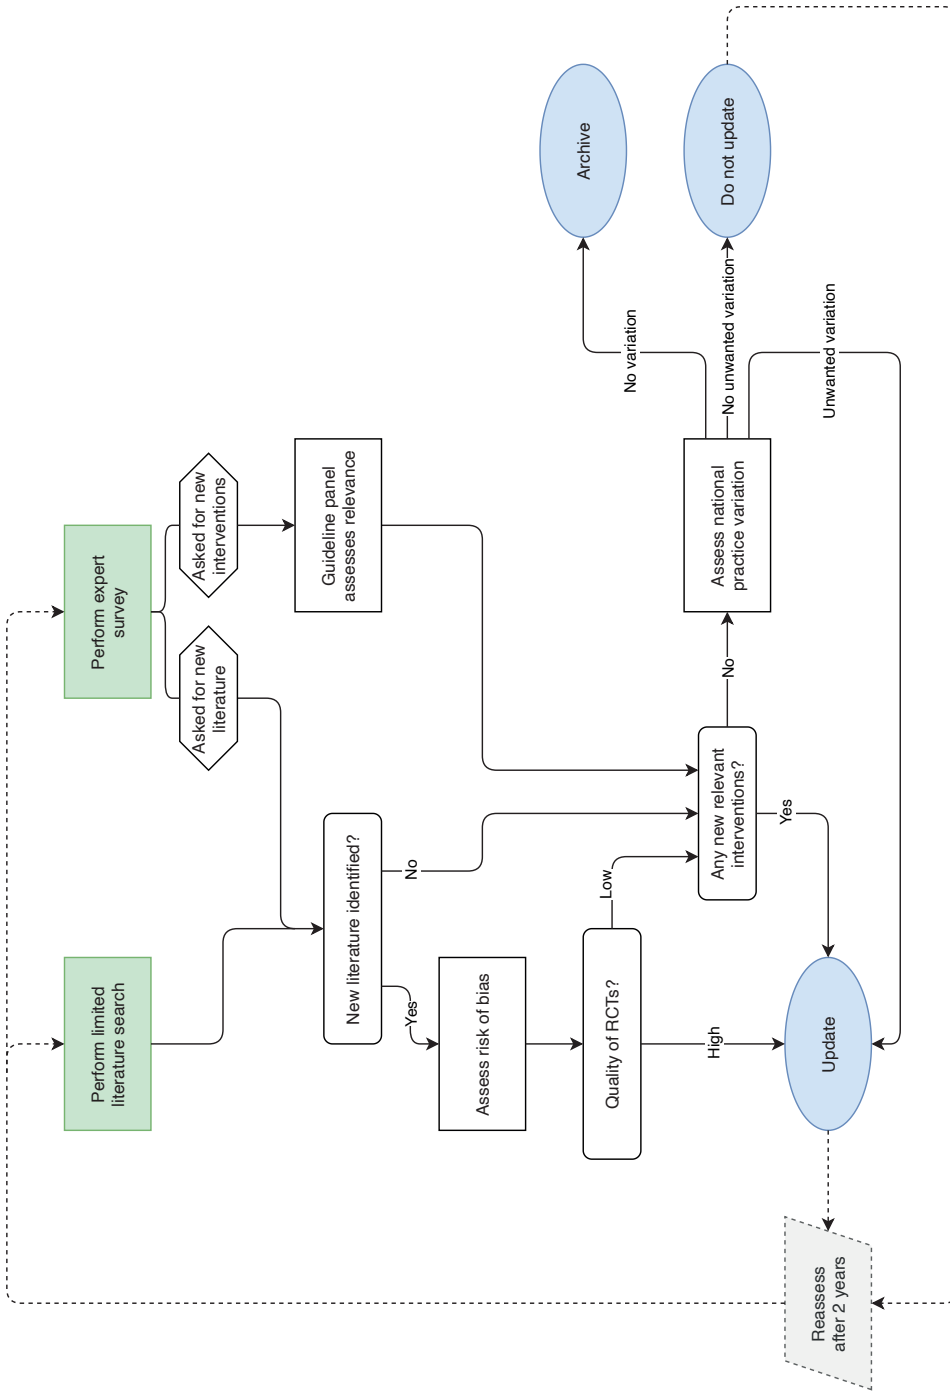 Perform limited
literature search
Perform expert
survey
Asked for new
literature
Asked for new
interventions
New literature identified?
Guideline panel
assesses relevance
Yes
No
Assess risk of bias
Quality of RCTs?
Low
High
Any new relevant
interventions?
No
Yes
Assess national
practice variation
No variation
No unwanted variation
Unwanted variation
Archive
Do not update
Update
Reassess
after 2 years